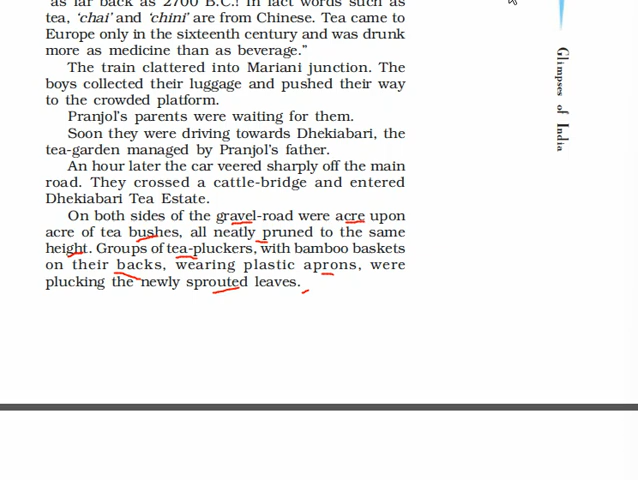 as far back as 2700 B.C.! In fact words such as
tea, ‘chai’ and ‘chini’ are from Chinese. Tea came to
Europe only in the sixteenth century and was drunk
more as medicine than as beverage.”
The train clattered into Mariani junction. The
boys collected their luggage and pushed their way
to the crowded platform.
Pranjol's parents were waiting for them.
Soon they were driving towards Dhekiabari, the
tea-garden managed by Pranjol's father.
An hour later the car veered sharply off the main
road. They crossed a cattle-bridge and entered
Dhekiabari Tea Estate.
On both sides of the gravel-road were acre upon
acre of tea bushes, all neatly pruned to the same
height. Groups of tea-pluckers, with bamboo baskets
on their backs, wearing plastic aprons, were
plucking the newly sprouted leaves.
Glimpses of India